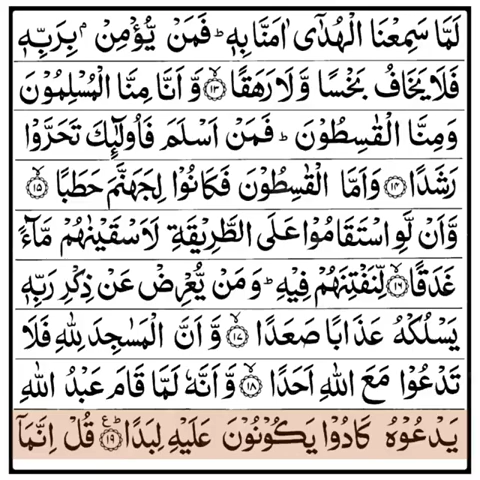 لَمَّا سَمِعْنَا الْهُدٰۤى اٰمَنَّا بِهٖ ؕ فَمَنْ يُّؤْمِنْۢ بِرَبِّهٖ
فَلَا يَخَافُ بَخْسًا وَّلَا رَهَقًا ۙ‏﴿۱۳﴾ وَّاَنَّا مِنَّا الْمُسْلِمُوْنَ
وَمِنَّا الْقٰسِطُوْنَ ؕ فَمَنْ اَسْلَمَ فَاُولٰٓئِكَ تَحَرَّوْا
رَشَدًا ﴿۱۴﴾ وَاَمَّا الْقٰسِطُوْنَ فَكَانُوْا لِجَهَنَّمَ حَطَبًا ۙ‏﴿۱۵﴾
وَّاَنْ لَّوِ اسْتَقَامُوْا عَلَى الطَّرِيْقَةِ لَاَسْقَيْنٰهُمْ مَّآءً
غَدَقًا ۙ‏﴿۱۶﴾ لِّنَفْتِنَهُمْ فِيْهِ ؕ وَمَنْ يُّعْرِضْ عَنْ ذِكْرِ رَبِّهٖ
يَسْلُكْهُ عَذَابًا صَعَدًا ۙ‏﴿۱۷﴾ وَّاَنَّ الْمَسٰجِدَ لِلّٰهِ فَلَا
تَدْعُوْا مَعَ اللّٰهِ اَحَدًا ۙ‏﴿۱۸﴾ وَّاَنَّهٗ لَمَّا قَامَ عَبْدُ اللّٰهِ
يَدْعُوْهُ كَادُوْا يَكُوْنُوْنَ عَلَيْهِ لِبَدًا ؕ‏﴿۱۹﴾ قُلْ اِنَّمَاۤ